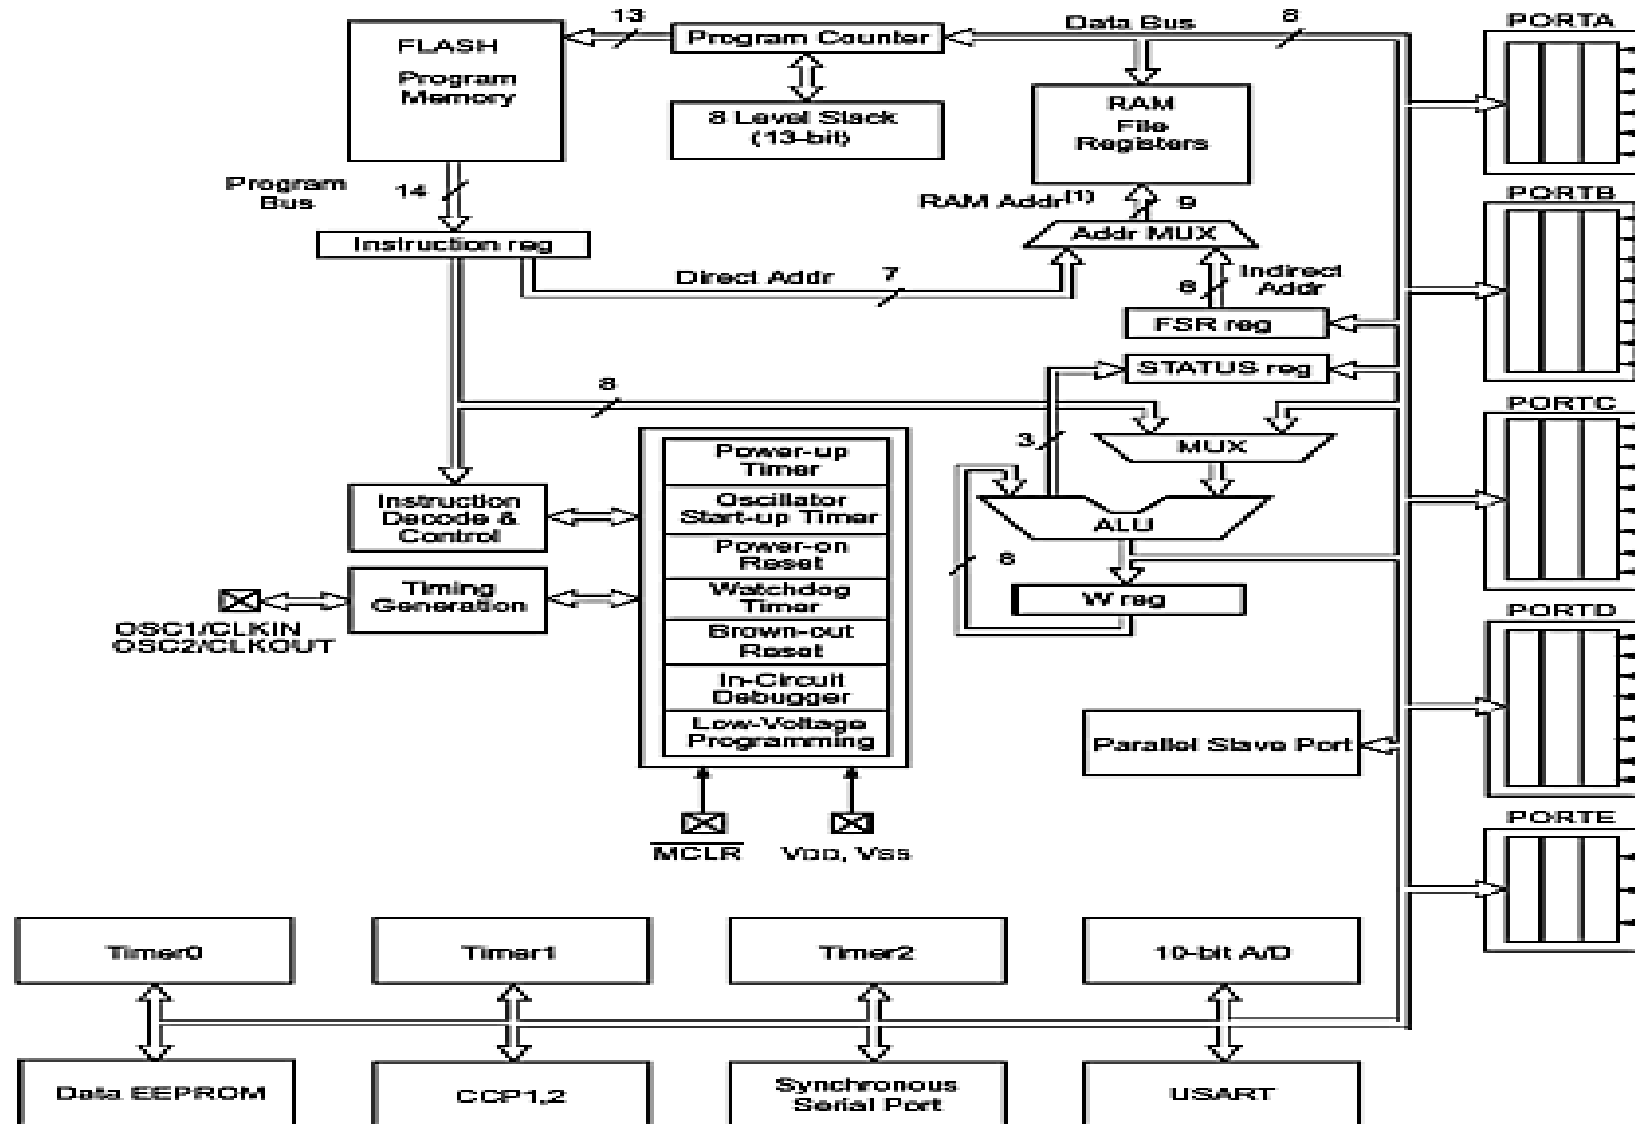 13
Data Bus
8
PORTA
FLASH
Program
Memory
Program Counter
8 Level Stack
(13-bit)
RAM
File
Registers
Program
Bus
14
RAM Addr(1)
9
PORTB
Instruction reg
Addr MUX
Direct Addr
7
8
Indirect
Addr
FSR reg
STATUS reg
8
PORTC
3
MUX
Power-up
Timer
Instruction
Decode &
Control
Oscillator
Start-up Timer
ALU
Power-on
Reset
8
Timing
Generation
Watchdog
Timer
W reg
PORTD
OSC1/CLKIN
OSC2/CLKOUT
Brown-out
Reset
In-Circuit
Debugger
Low-Voltage
Programming
Parallel Slave Port
PORTE
MCLR
VDD, VSS
Timer0
Timer1
Timer2
10-bit A/D
Data EEPROM
CCP1,2
Synchronous
Serial Port
USART